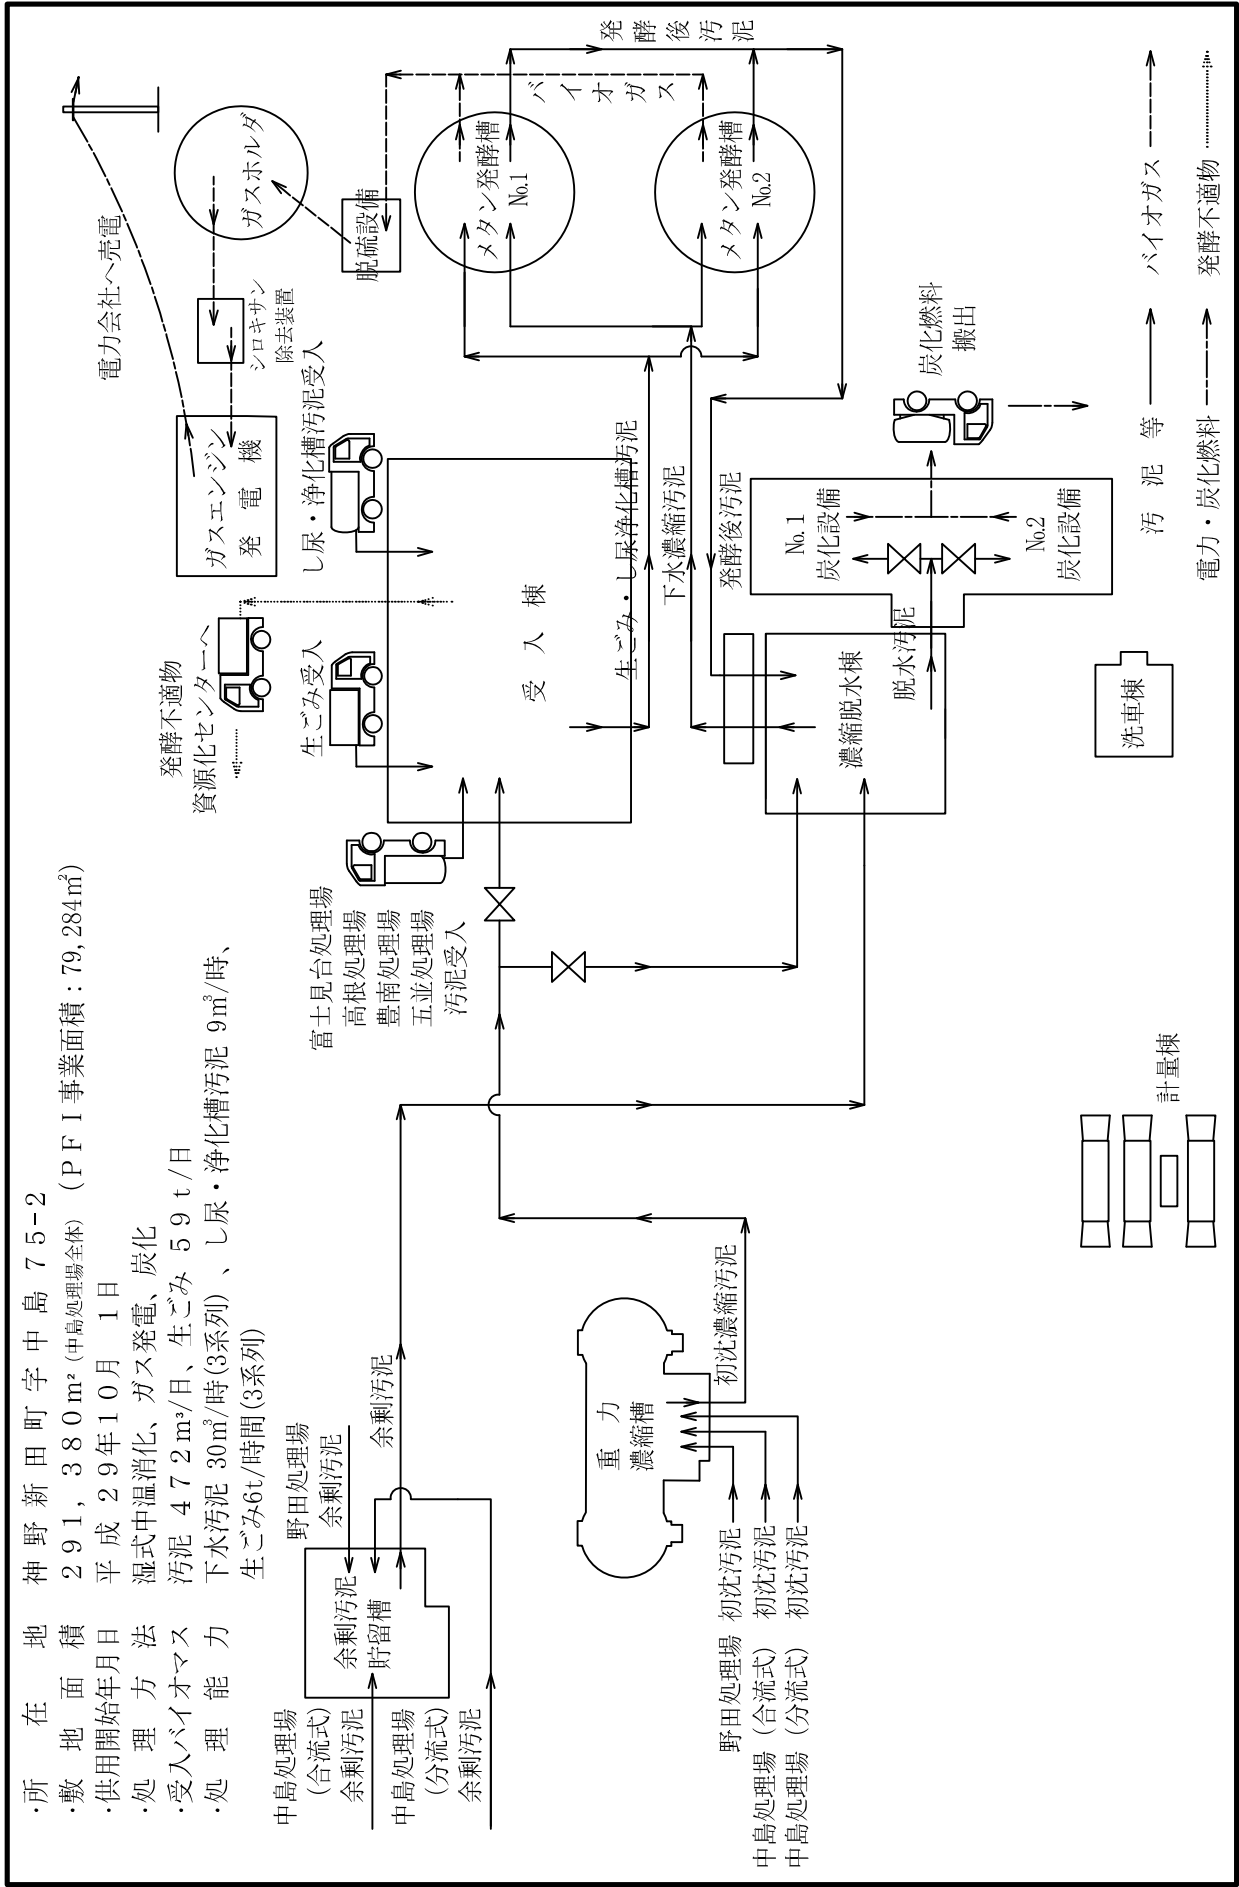 ・所在地 神野新田町字中島 75-2
・敷地面積 291,380m²(中島処理場全体)(PFI事業面積:79,284m²)
・供用開始年月日 平成29年10月 1日
・処理方法 湿式中温消化、ガス発電、炭化
・受入バイオマス 汚泥 472m³/日、生ごみ 59t/日
・処理能力 下水汚泥 30m³/時(3系列)、し尿・浄化槽汚泥 9m³/時、
生ごみ6t/時間(3系列)
中島処理場
(合流式)
余剰汚泥
中島処理場
(分流式)
余剰汚泥
余剰汚泥
貯留槽
野田処理場
余剰汚泥
余剰汚泥
野田処理場 初沈汚泥
中島処理場(合流式)初沈汚泥
中島処理場(分流式)初沈汚泥
重力
濃縮槽
初沈濃縮汚泥
富士見台処理場
高根処理場
豊南処理場
五並処理場
汚泥受入
発酵不適物
資源化センターへ
生ごみ受入
し尿・浄化槽汚泥受入
受入棟
生ごみ・し尿浄化槽汚泥
下水濃縮汚泥
発酵後汚泥
濃縮脱水棟
脱水汚泥
No.1
炭化設備
No.2
炭化設備
炭化燃料
搬出
ガスエンジン
発電機
電力会社へ売電
シロキサン
除去装置
ガスホルダ
脱硫設備
メタン発酵槽
No.1
メタン発酵槽
No.2
バイオガス
発酵後汚泥
計量棟
洗車棟
汚泥等
バイオガス
電力・炭化燃料
発酵不適物